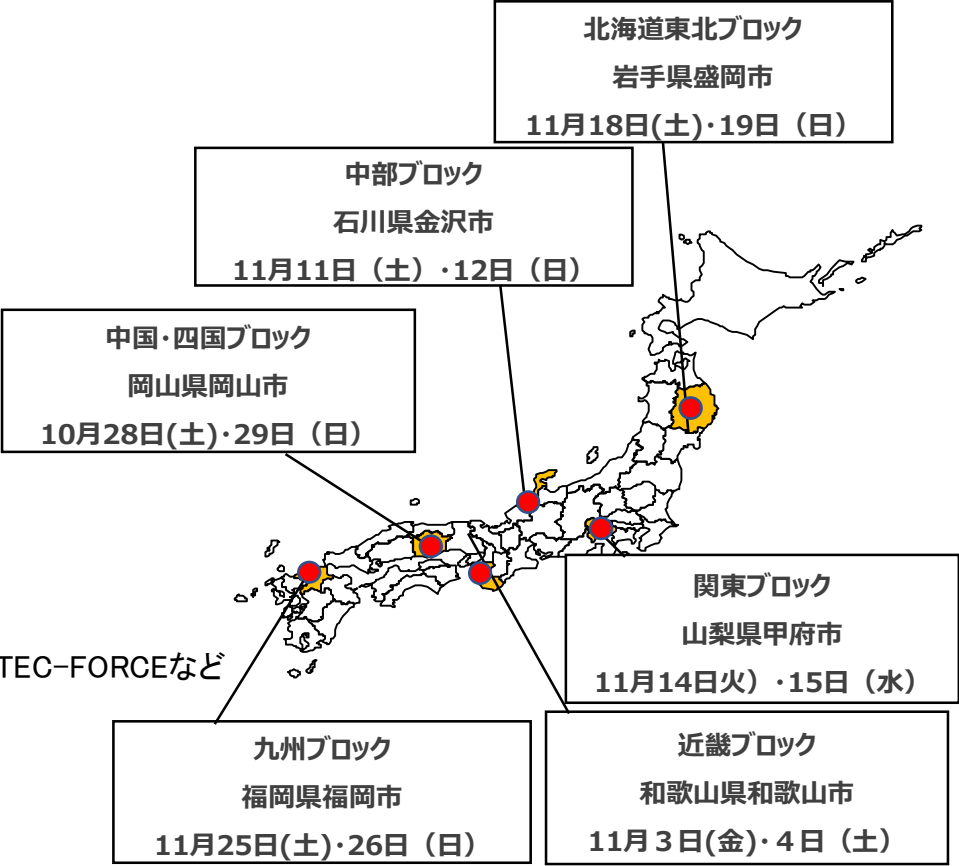 北海道東北ブロック
岩手県盛岡市
11月18日(土)・19日（日）
中部ブロック
石川県金沢市
11月11日（土）・12日（日）
中国・四国ブロック
岡山県岡山市
10月28日(土)・29日（日）
関東ブロック
山梨県甲府市
11月14日火）・15日（水）
TEC-FORCEなど
九州ブロック
福岡県福岡市
11月25日(土)・26日（日）
近畿ブロック
和歌山県和歌山市
11月３日(金)・４日（土）